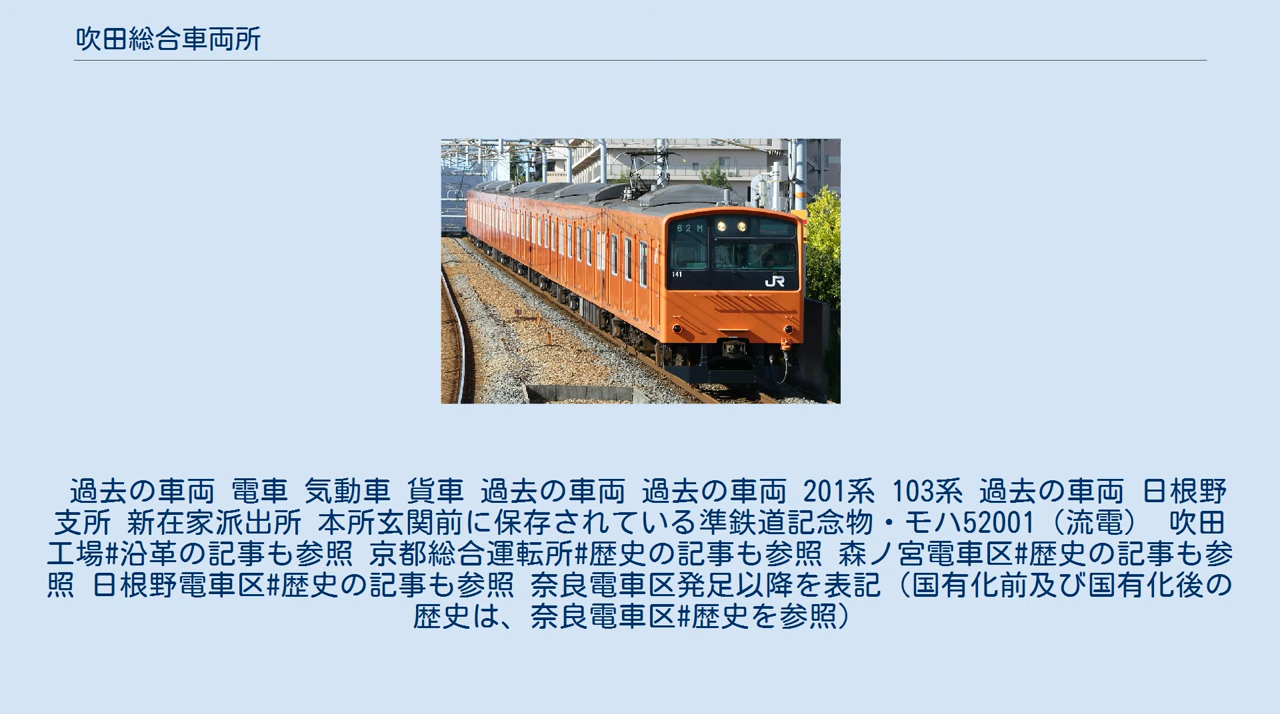 吹田総合車両所
62M
141
JR
過去の車両 電車 気動車 貨車 過去の車両 過去の車両 201系 103系 過去の車両 日根野
支所 新在家派出所 本所玄関前に保存されている準鉄道記念物・モハ52001（流電） 吹田
工場#沿革の記事も参照 京都総合運転所#歴史の記事も参照 森ノ宮電車区#歴史の記事も参
照 日根野電車区#歴史の記事も参照 奈良電車区発足以降を表記（国有化前及び国有化後の
歴史は、奈良電車区#歴史を参照）